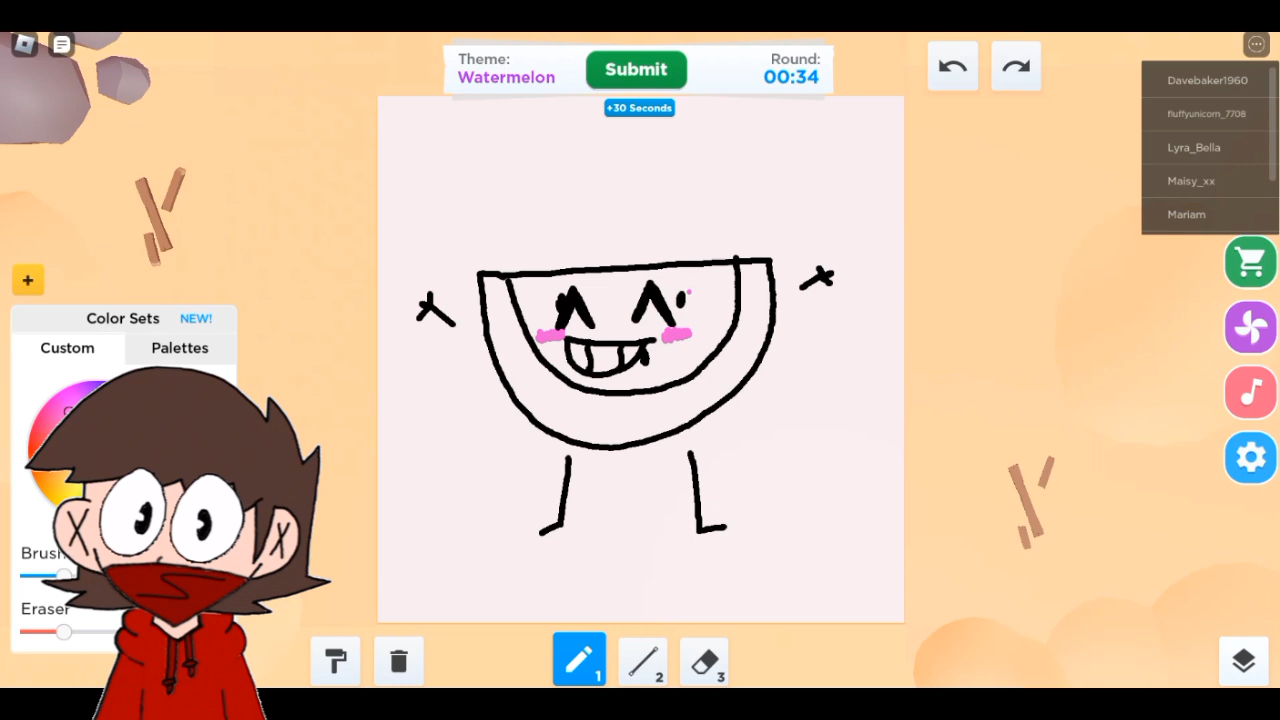 Theme:
Watermelon
Submit
Round:
00:34
+30 Seconds
Davebaker1960
fluffyunicorn_7708
Lyra_Bella
Maisy_xx
Mariam
+
Color Sets NEW!
Custom Palettes
Brush
Eraser
1
2
3